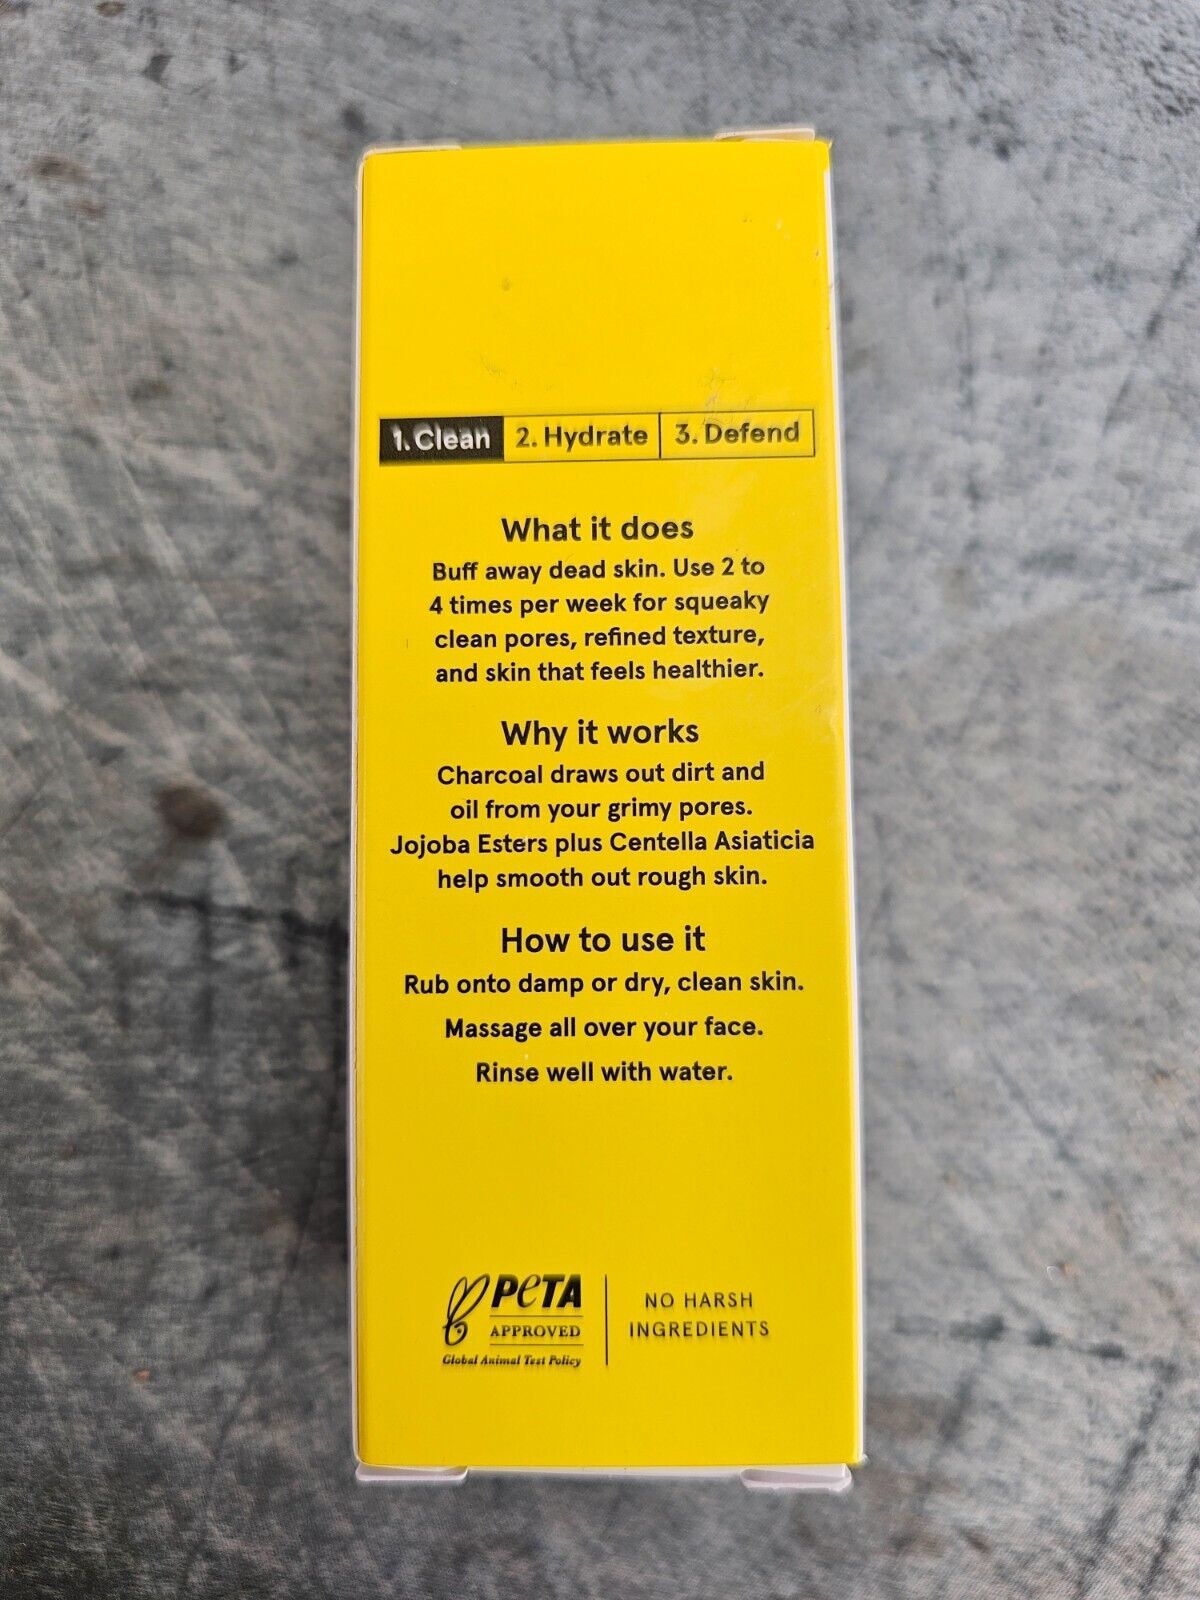 1. Clean 2. Hydrate 3. Defend
What it does
Buff away dead skin. Use 2 to
4 times per week for squeaky
clean pores, refined texture,
and skin that feels healthier.
Why it works
Charcoal draws out dirt and
oil from your grimy pores.
Jojoba Esters plus Centella Asiaticia
help smooth out rough skin.
How to use it
Rub onto damp or dry, clean skin.
Massage all over your face.
Rinse well with water.
PETA
APPROVED
Global Animal Test Policy
NO HARSH
INGREDIENTS